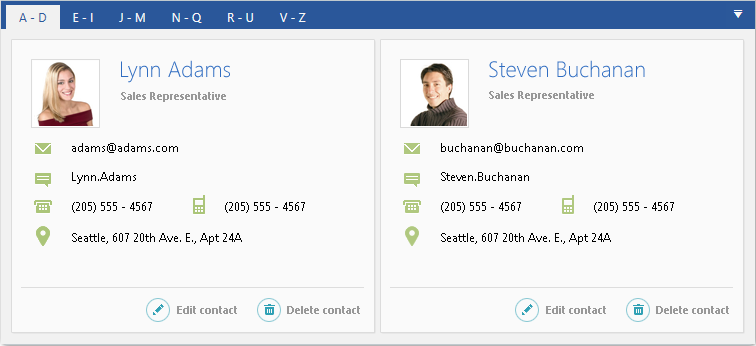 A - D E - I J - M N - Q R - U V - Z
Lynn Adams
Sales Representative
adams@adams.com
Lynn.Adams
(205) 555 - 4567 (205) 555 - 4567
Seattle, 607 20th Ave. E., Apt 24A
Edit contact Delete contact
Steven Buchanan
Sales Representative
buchanan@buchanan.com
Steven.Buchanan
(205) 555 - 4567 (205) 555 - 4567
Seattle, 607 20th Ave. E., Apt 24A
Edit contact Delete contact